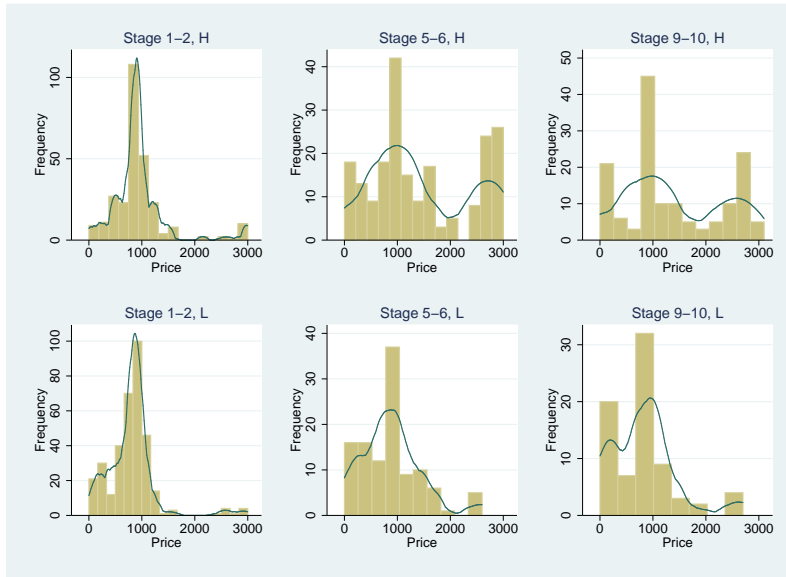 Stage 1−2, H
Frequency
0 50 100
0 1000 2000 3000
Price
Stage 5−6, H
Frequency
0 10 20 30 40
0 1000 2000 3000
Price
Stage 9−10, H
Frequency
0 10 20 30 40 50
0 1000 2000 3000
Price
Stage 1−2, L
Frequency
0 20 40 60 80 100
0 1000 2000 3000
Price
Stage 5−6, L
Frequency
0 10 20 30 40
0 1000 2000 3000
Price
Stage 9−10, L
Frequency
0 10 20 30
0 1000 2000 3000
Price